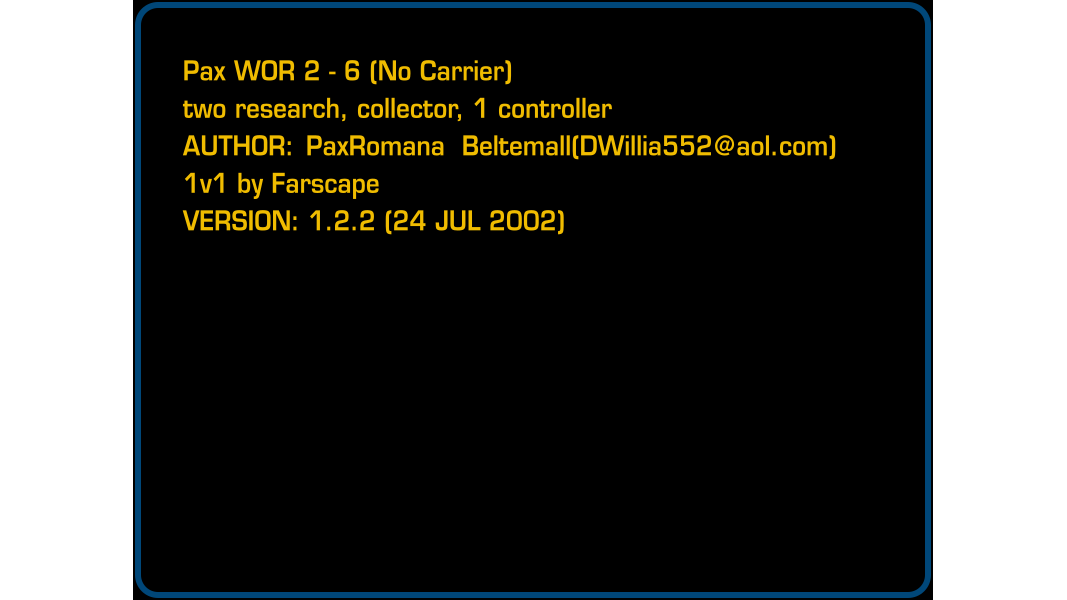 Pax WOR 2 - 6 (No Carrier)
two research, collector, 1 controller
AUTHOR: PaxRomana Beltemall(DWillia552@aol.com)
1v1 by Farscape
VERSION: 1.2.2 (24 JUL 2002)